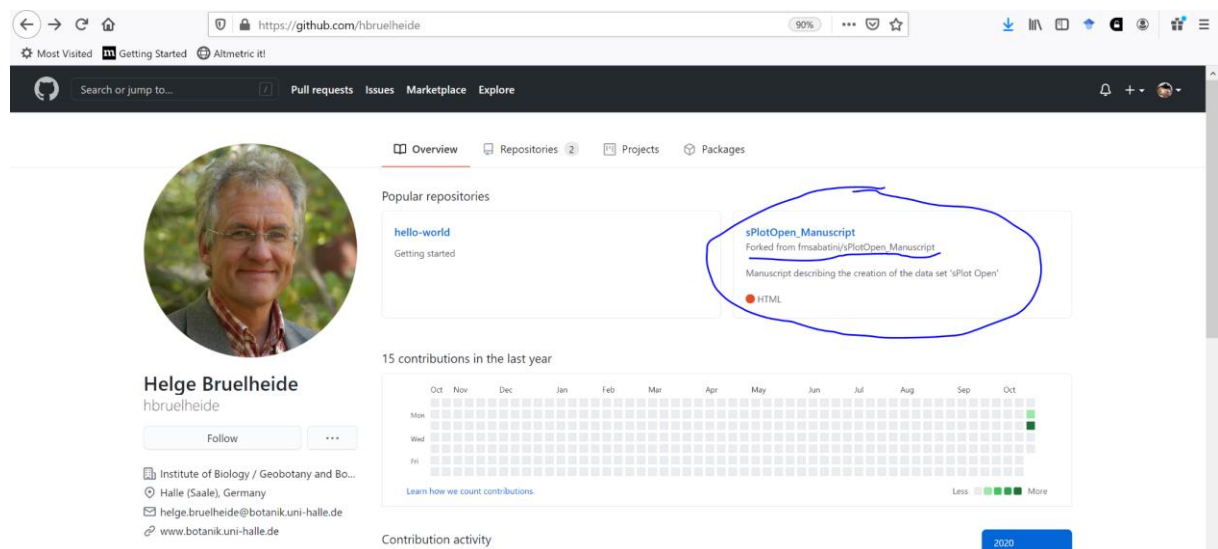 https://github.com/hbruelheide
90%
Most Visited m Getting Started Altmetric it!
Search or jump to... / Pull requests Issues Marketplace Explore
Overview Repositories 2 Projects Packages
Popular repositories
hello-world
Getting started
sPlotOpen_Manuscript
Forked from fmsabatini/sPlotOpen_Manuscript
Manuscript describing the creation of the data set 'sPlot Open'
HTML
15 contributions in the last year
Oct Nov Dec Jan Feb Mar Apr May Jun Jul Aug Sep Oct
Mon
Wed
Fri
Learn how we count contributions.
Less More
Helge Bruelheide
hbruelheide
Follow ...
Institute of Biology / Geobotany and Bo...
Halle (Saale), Germany
helge.bruelheide@botanik.uni-halle.de
www.botanik.uni-halle.de
Contribution activity
2020